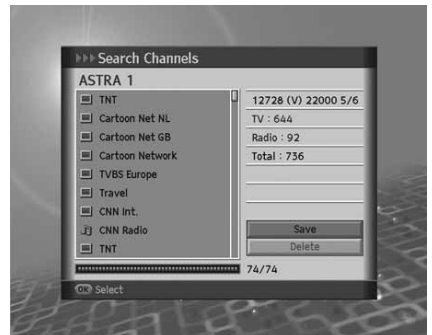 Search Channels
ASTRA 1
TNT
Cartoon Net NL
Cartoon Net GB
Cartoon Network
TVBS Europe
Travel
CNN Int.
CNN Radio
TNT
12728 (V) 22000 5/6
TV : 644
Radio : 92
Total : 736
Save
Delete
74/74
OK Select